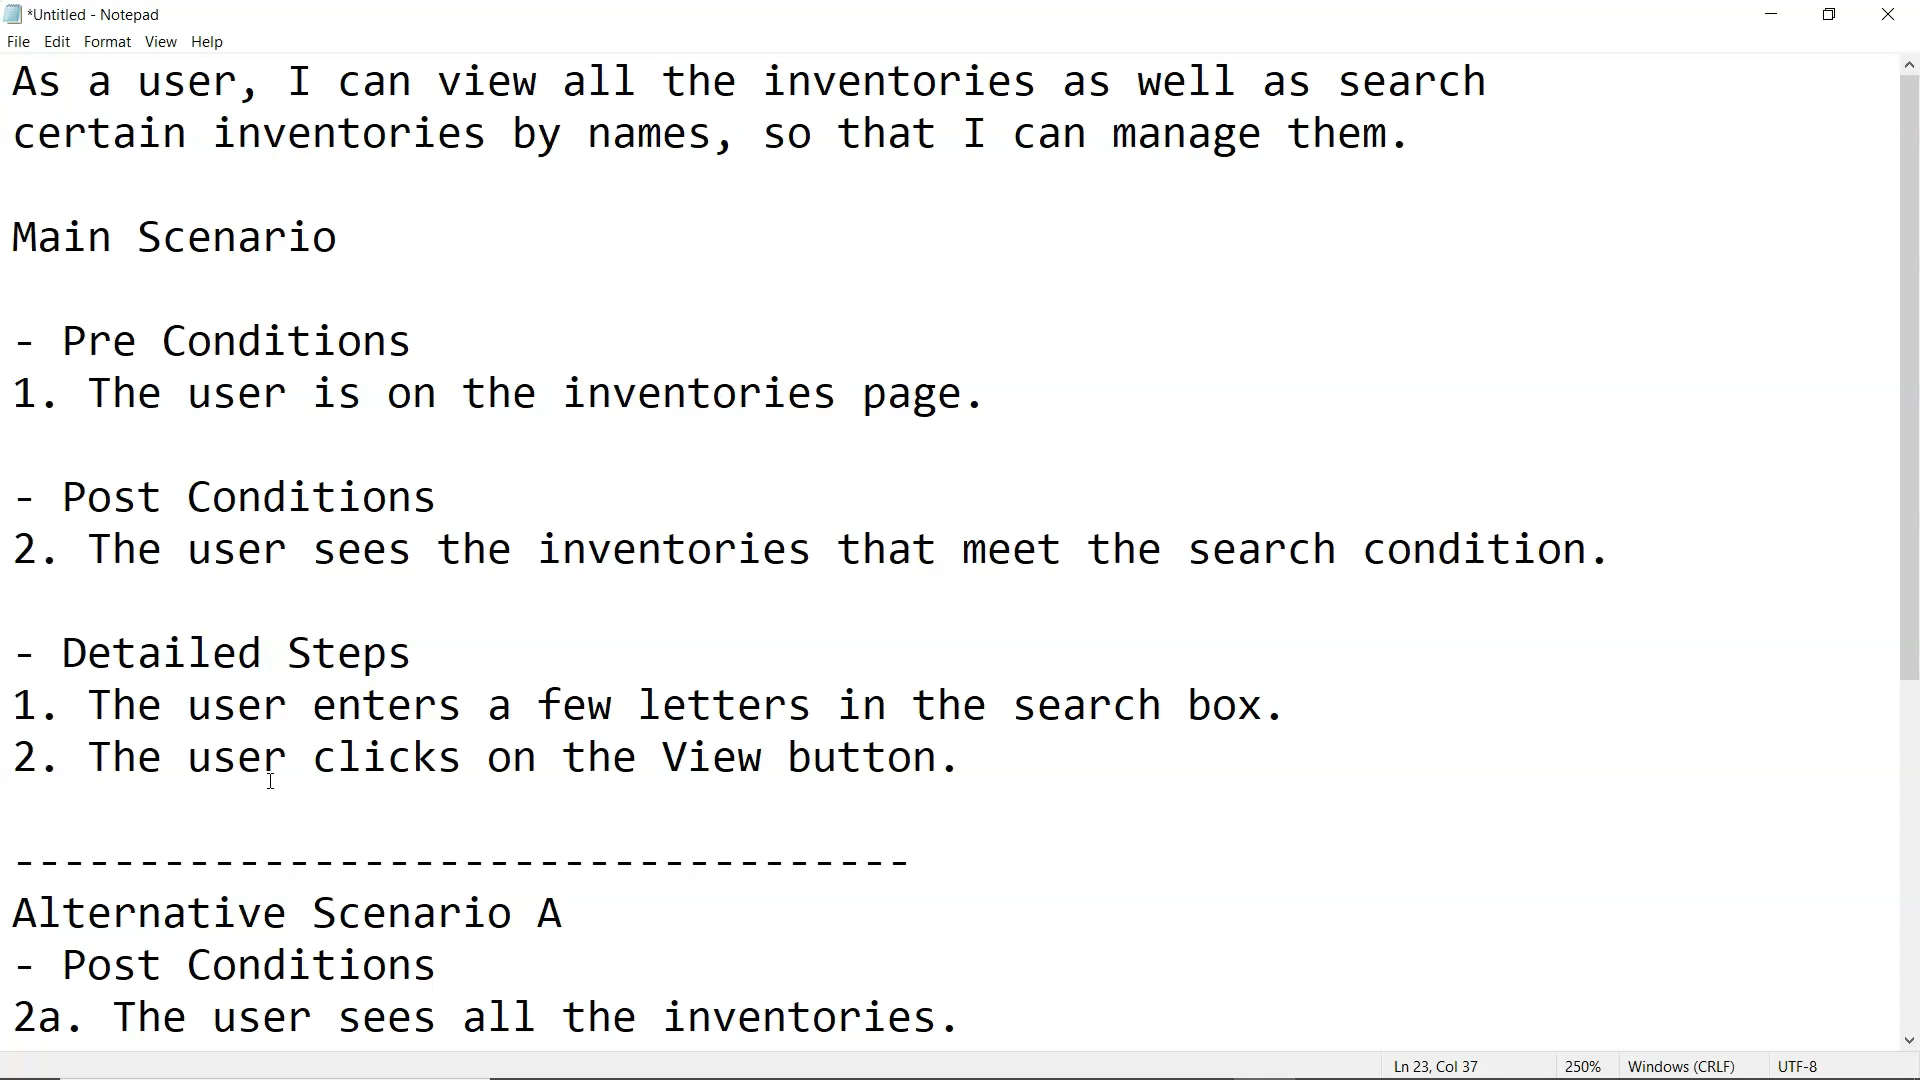 *Untitled - Notepad
File Edit Format View Help
As a user, I can view all the inventories as well as search
certain inventories by names, so that I can manage them.
Main Scenario
- Pre Conditions
1. The user is on the inventories page.
- Post Conditions
2. The user sees the inventories that meet the search condition.
- Detailed Steps
1. The user enters a few letters in the search box.
2. The user clicks on the View button.
------------------------------------
Alternative Scenario A
- Post Conditions
2a. The user sees all the inventories.
Ln 23, Col 37 250% Windows (CRLF) UTF-8